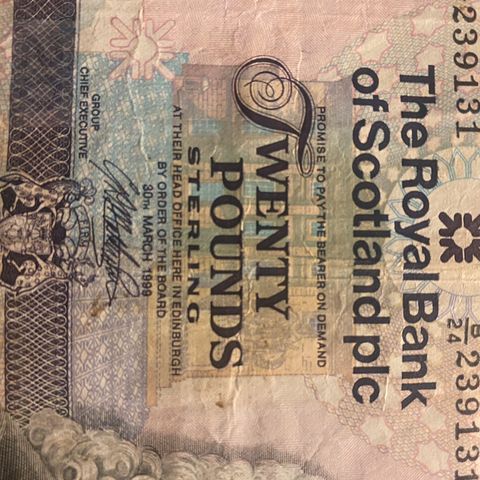 239131
The Royal Bank
of Scotland plc
PROMISE TO PAY THE BEARER ON DEMAND
TWENTY
POUNDS
STERLING
AT THEIR HEAD OFFICE HERE IN EDINBURGH
BY ORDER OF THE BOARD
30TH MARCH 1999
GROUP
CHIEF EXECUTIVE
B/24 239131